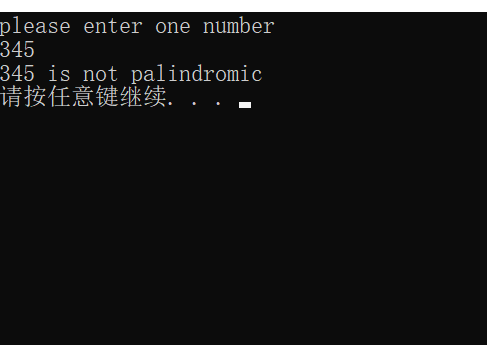 please enter one number
345
345 is not palindromic
请按任意键继续. . .